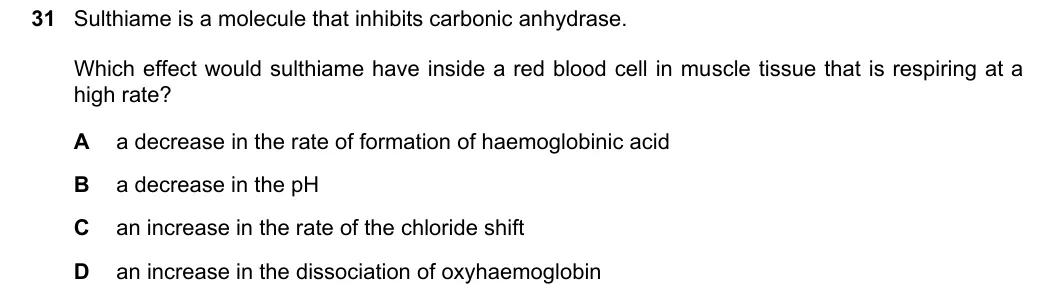 31 Sulthiame is a molecule that inhibits carbonic anhydrase.
Which effect would sulthiame have inside a red blood cell in muscle tissue that is respiring at a
high rate?
A a decrease in the rate of formation of haemoglobinic acid
B a decrease in the pH
C an increase in the rate of the chloride shift
D an increase in the dissociation of oxyhaemoglobin